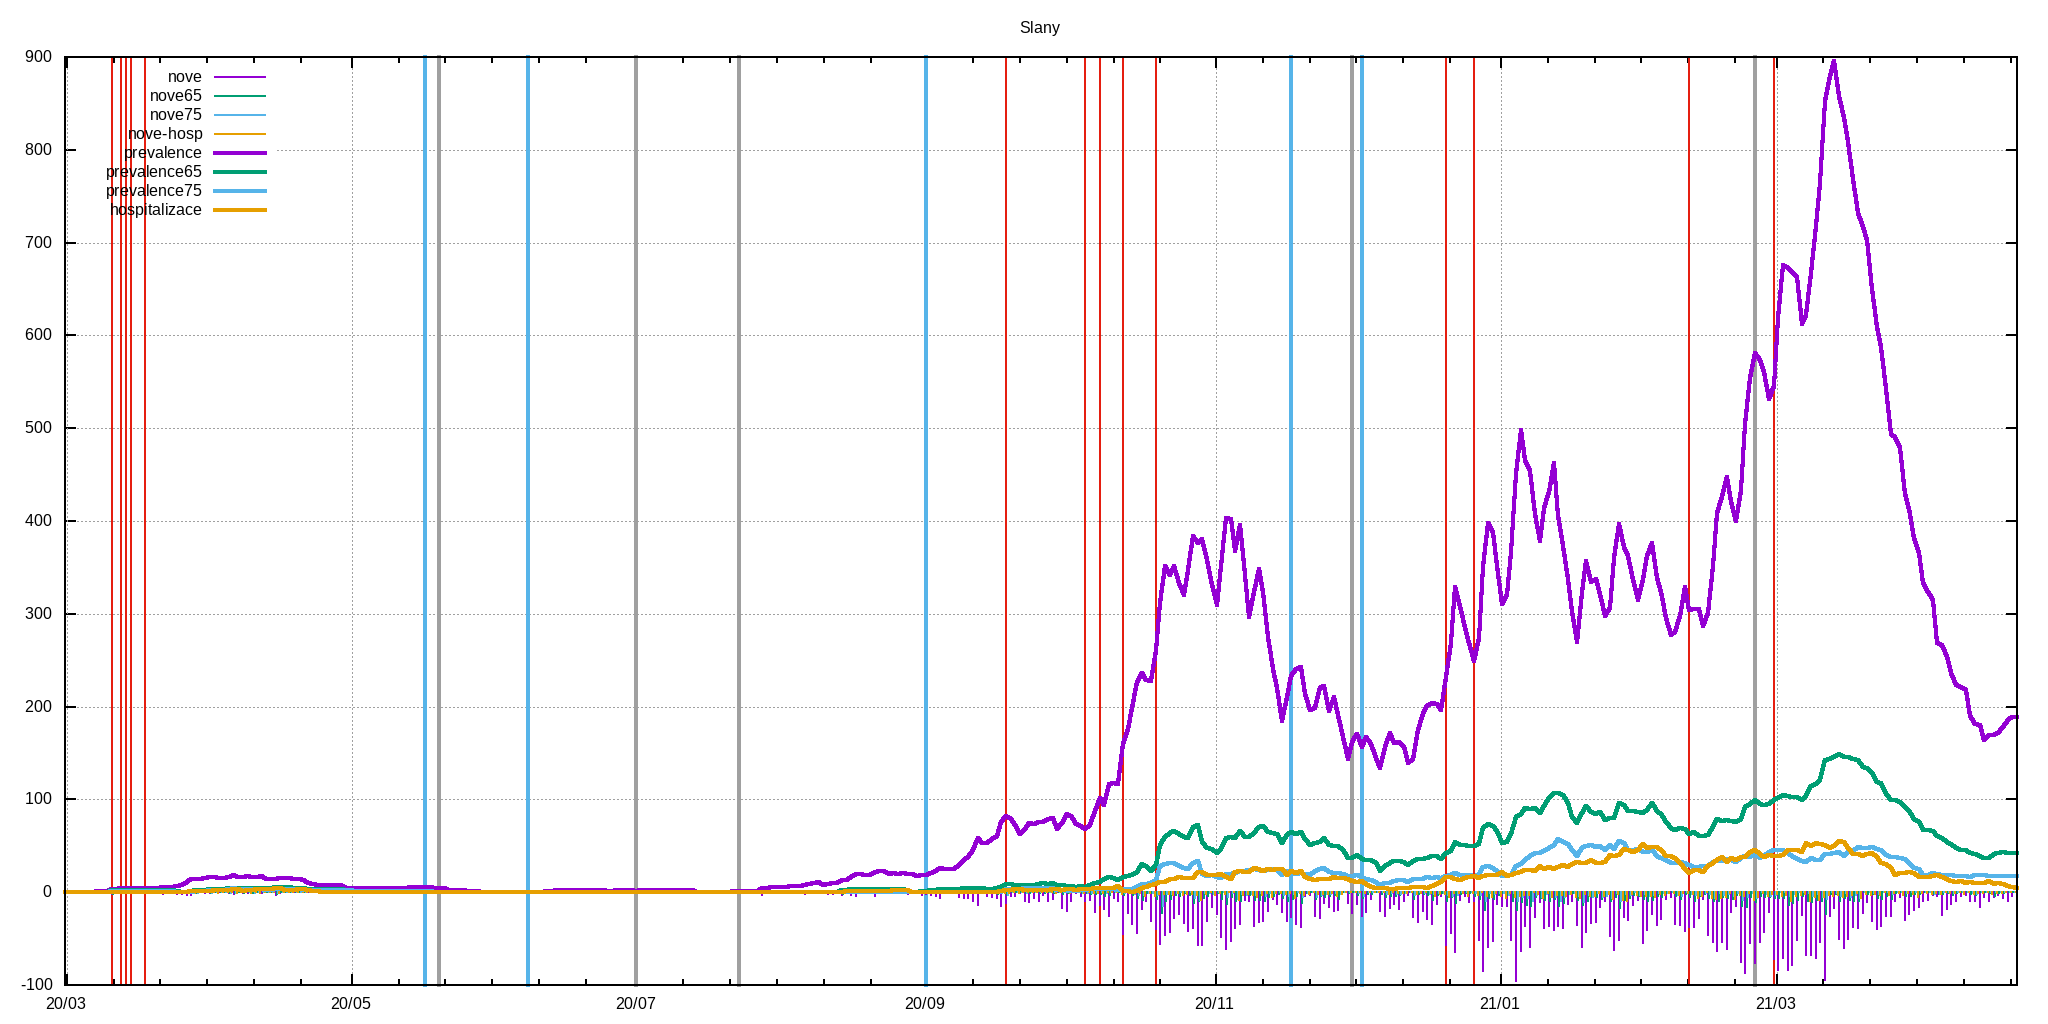 Slany
900
800
700
600
500
400
300
200
100
0
-100
nove
nove65
nove75
nove-hosp
prevalence
prevalence65
prevalence75
hospitalizace
20/03
20/05
20/07
20/09
20/11
21/01
21/03